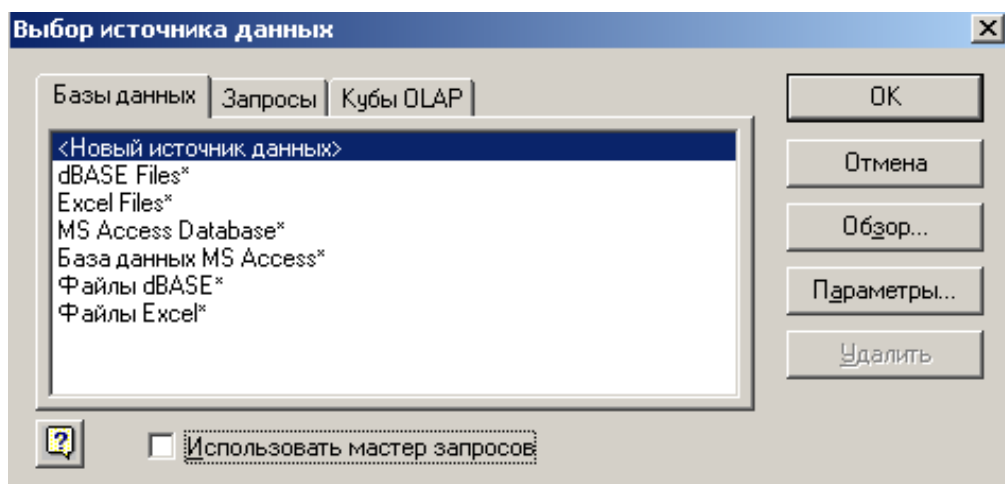 Выбор источника данных
Базы данных Запросы Кубы OLAP
<Новый источник данных>
dBASE Files*
Excel Files*
MS Access Database*
База данных MS Access*
Файлы dBASE*
Файлы Excel*
OK
Отмена
Обзор...
Параметры...
Удалить
Использовать мастер запросов